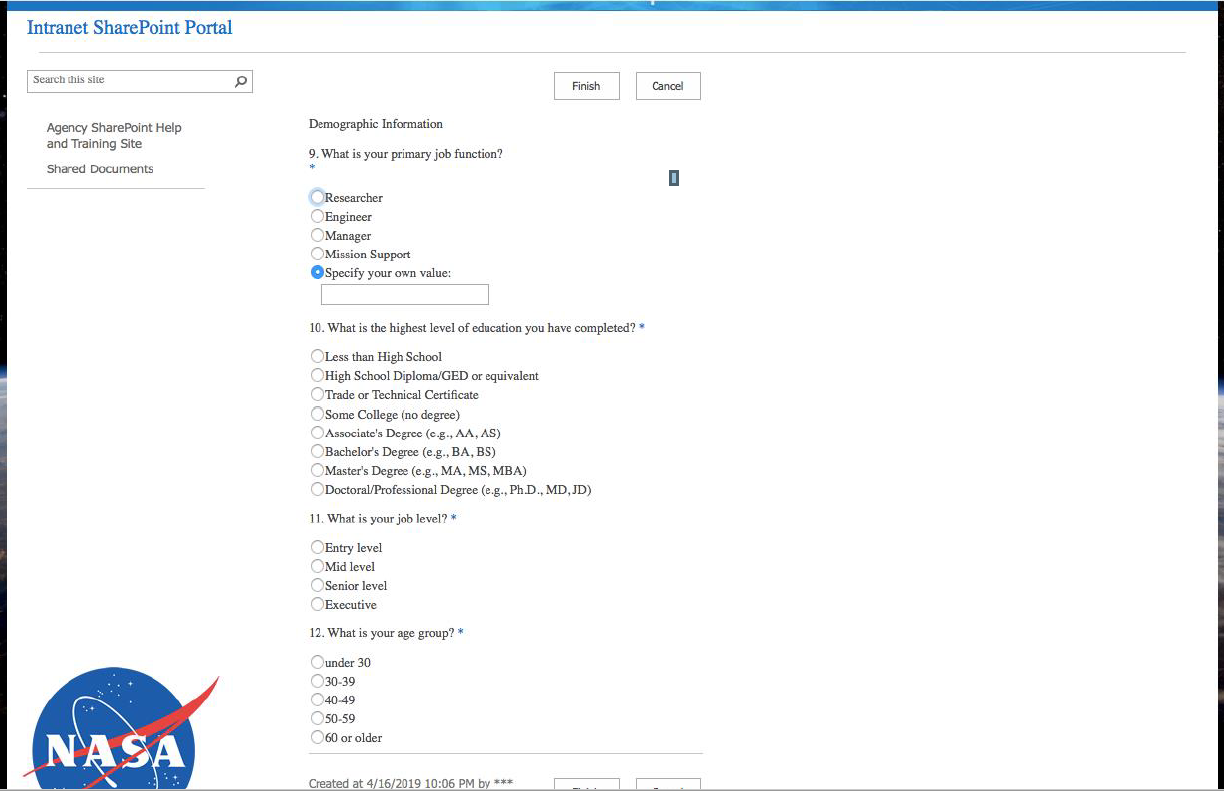 Intranet SharePoint Portal
Search this site
Finish Cancel
Agency SharePoint Help
and Training Site
Shared Documents
Demographic Information
9. What is your primary job function?
*
Researcher
Engineer
Manager
Mission Support
Specify your own value:
10. What is the highest level of education you have completed? *
Less than High School
High School Diploma/GED or equivalent
Trade or Technical Certificate
Some College (no degree)
Associate's Degree (e.g., AA, AS)
Bachelor's Degree (e.g., BA, BS)
Master's Degree (e.g., MA, MS, MBA)
Doctoral/Professional Degree (e.g., Ph.D., MD, JD)
11. What is your job level? *
Entry level
Mid level
Senior level
Executive
12. What is your age group? *
under 30
30-39
40-49
50-59
60 or older
NASA
Created at 4/16/2019 10:06 PM by ***